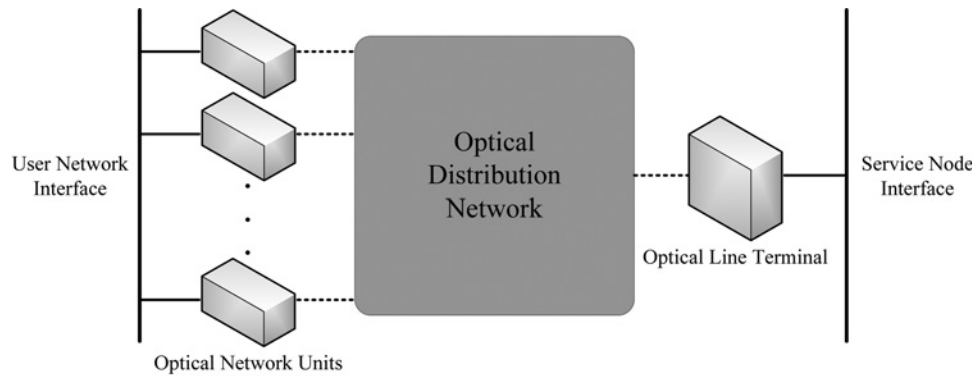 User Network
Interface
Optical
Distribution
Network
Service Node
Interface
Optical Line Terminal
Optical Network Units